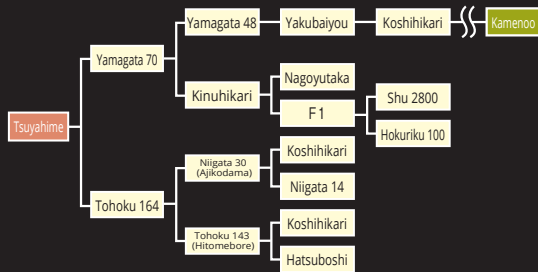 Yamagata 48
Yakubaiyou
Koshihikari
Kamenoo
Yamagata 70
Nagoyutaka
Kinuhikari
Shu 2800
F 1
Hokuriku 100
Tsuyahime
Koshihikari
Niigata 30
(Ajikodama)
Niigata 14
Tohoku 164
Koshihikari
Tohoku 143
(Hitomebore)
Hatsuboshi